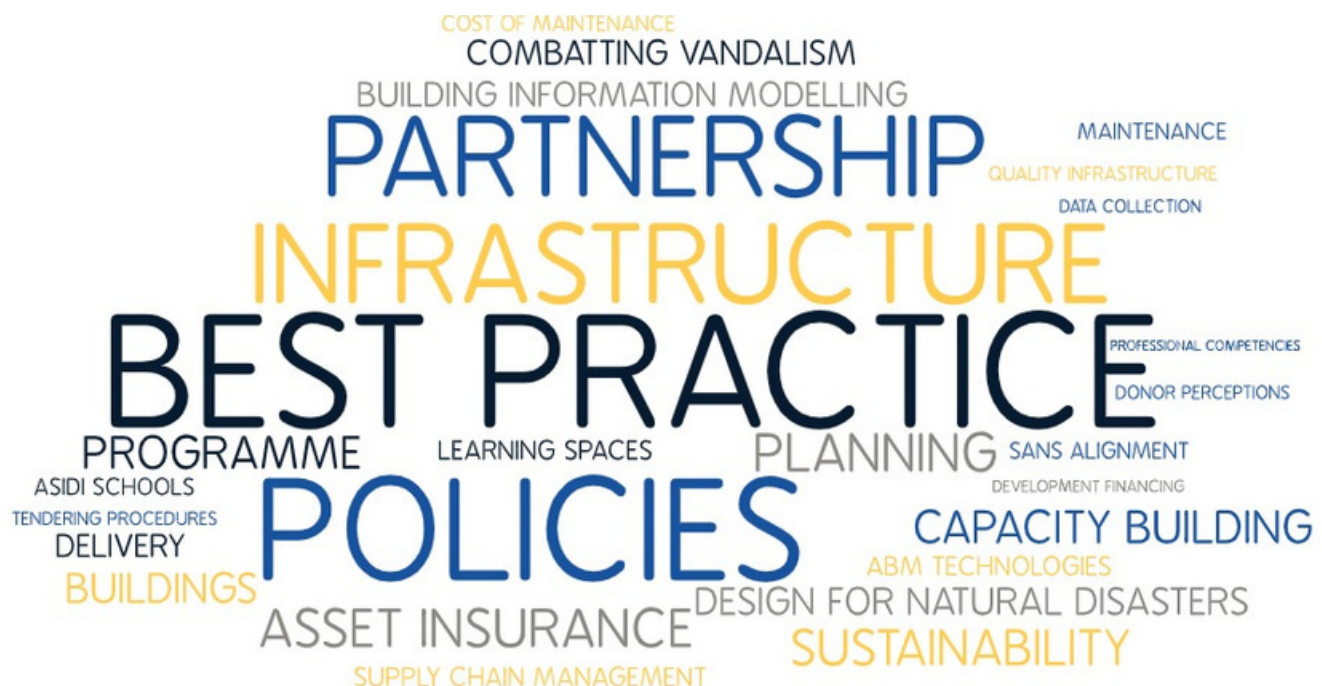 COST OF MAINTENANCE
COMBATTING VANDALISM
BUILDING INFORMATION MODELLING
PARTNERSHIP
MAINTENANCE
QUALITY INFRASTRUCTURE
DATA COLLECTION
INFRASTRUCTURE
BEST PRACTICE
PROFESSIONAL COMPETENCIES
DONOR PERCEPTIONS
PROGRAMME
LEARNING SPACES
PLANNING
SANS ALIGNMENT
ASIDI SCHOOLS
DEVELOPMENT FINANCING
TENDERING PROCEDURES
POLICIES
CAPACITY BUILDING
DELIVERY
ABM TECHNOLOGIES
BUILDINGS
DESIGN FOR NATURAL DISASTERS
ASSET INSURANCE
SUSTAINABILITY
SUPPLY CHAIN MANAGEMENT